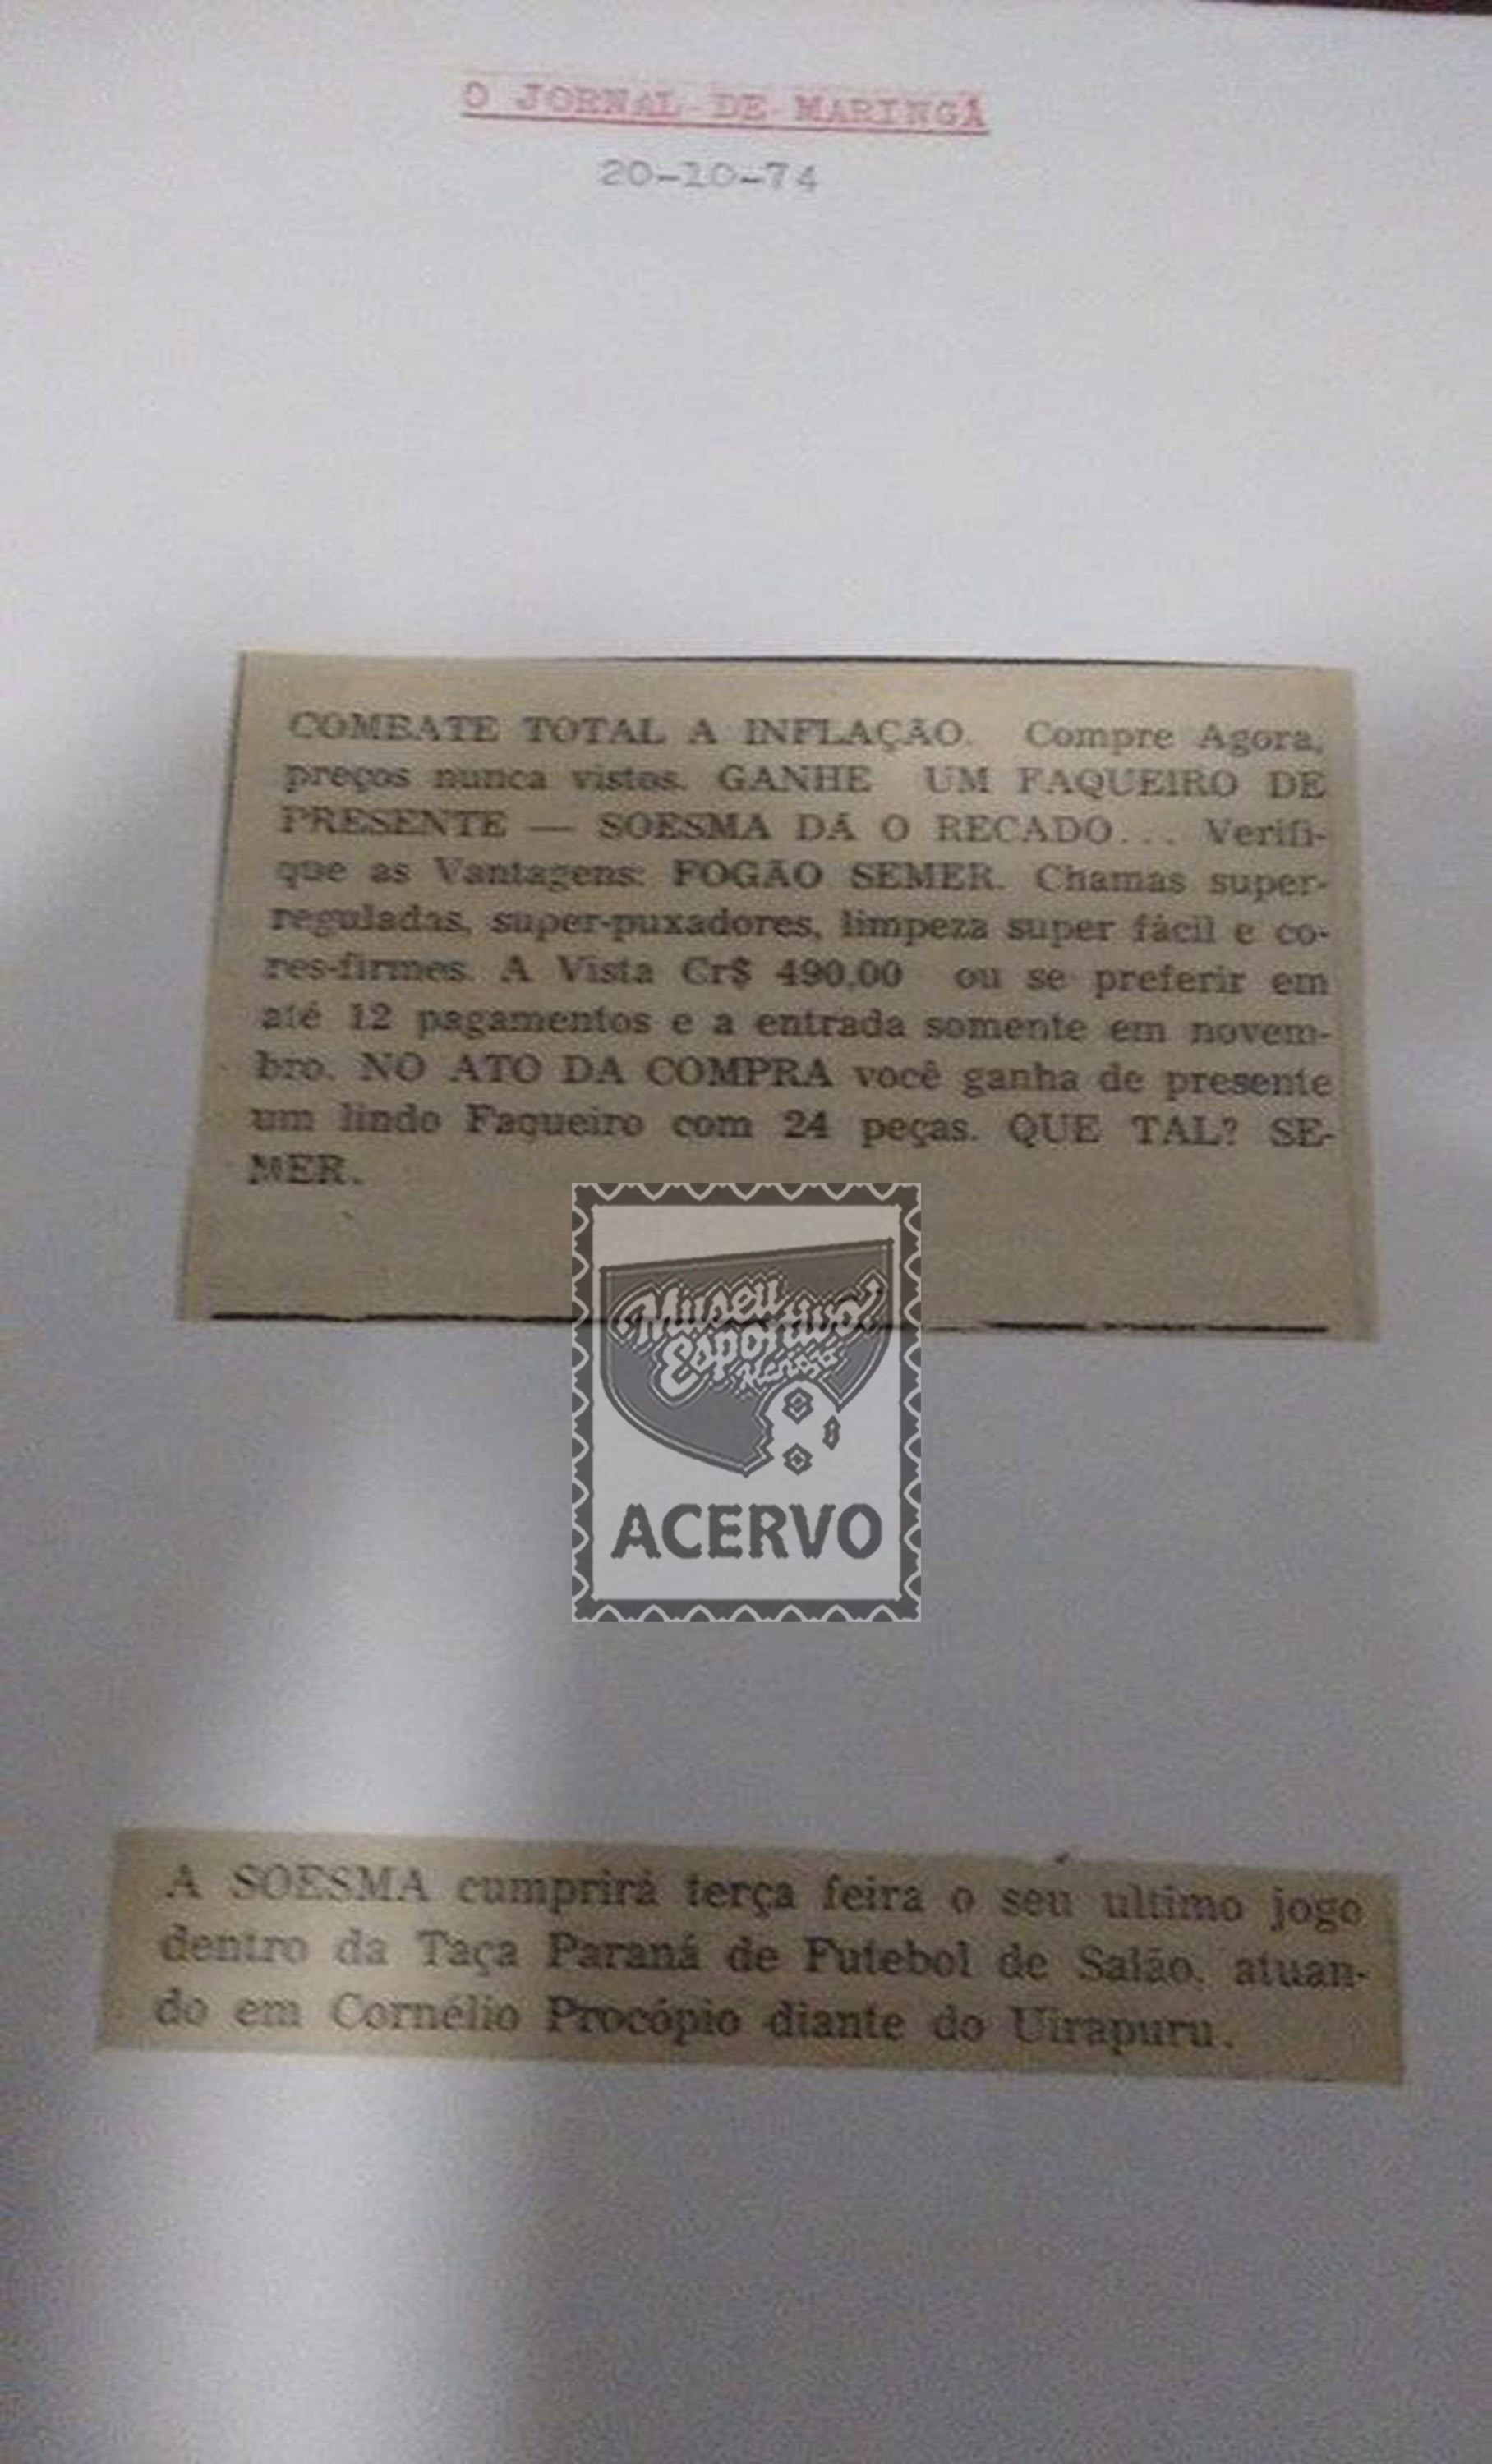 O JORNAL DE MARINGÁ
20-10-74
COMBATE TOTAL A INFLAÇÃO. Compre Agora,
preços nunca vistos. GANHE UM FAQUEIRO DE
PRESENTE — SOESMA DÁ O RECADO... Verifi-
que as Vantagens: FOGÃO SEMER. Chamas super-
reguladas, super-puxadores, limpeza super fácil e co-
res-firmes. A Vista Cr$ 490,00 ou se preferir em
até 12 pagamentos e a entrada somente em novem-
bro. NO ATO DA COMPRA você ganha de presente
um lindo Faqueiro com 24 peças. QUE TAL? SE-
MER.
Museu
Esportivo
Maringá
ACERVO
A SOESMA cumprirá terça feira o seu ultimo jogo
dentro da Taça Paraná de Futebol de Salão, atuan-
do em Cornélio Procópio diante do Uirapuru.